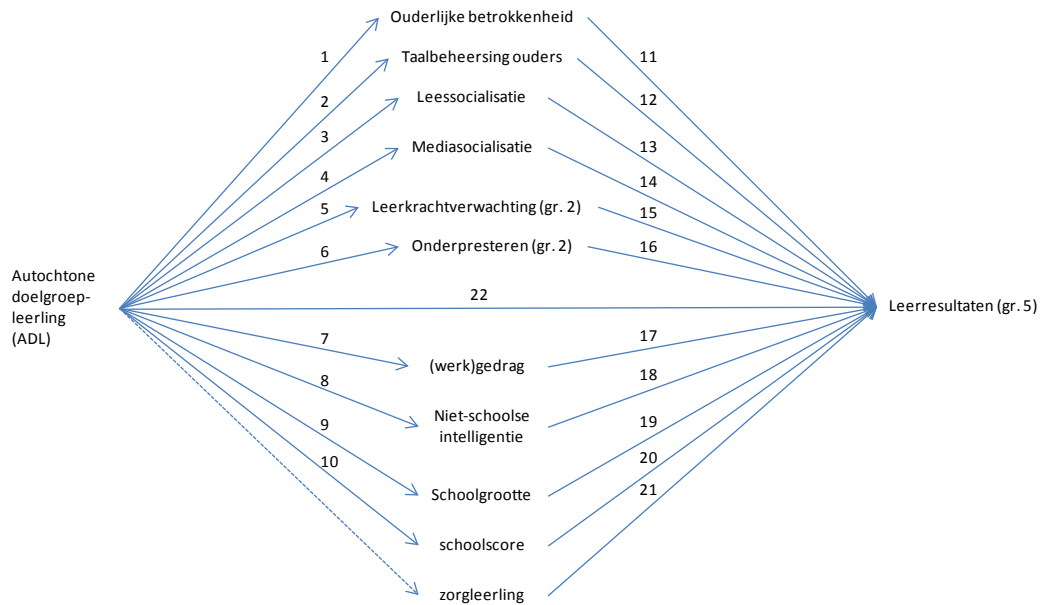 Ouderlijke betrokkenheid
1
11
Taalbeheersing ouders
2
12
Leessocialisatie
3
13
Mediasocialisatie
4
14
5
Leerkrachtverwachting (gr. 2)
15
6
Onderpresteren (gr. 2)
16
Autochtone
doelgroep-
leerling
(ADL)
22
Leerresultaten (gr. 5)
7
(werk)gedrag
17
8
18
Niet-schoolse
intelligentie
9
19
10
20
Schoolgrootte
21
schoolscore
zorgleerling